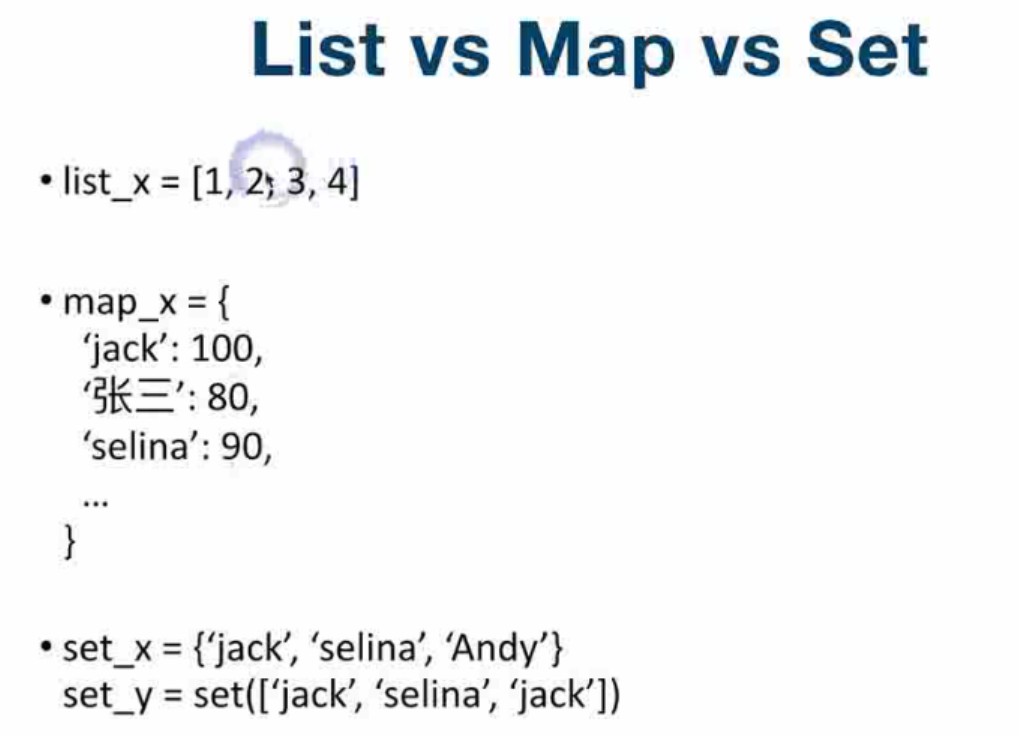 List vs Map vs Set
• list_x = [1, 2, 3, 4]
• map_x = {
‘jack’: 100,
‘张三’: 80,
‘selina’: 90,
...
}
• set_x = {‘jack’, ‘selina’, ‘Andy’}
set_y = set([‘jack’, ‘selina’, ‘jack’])